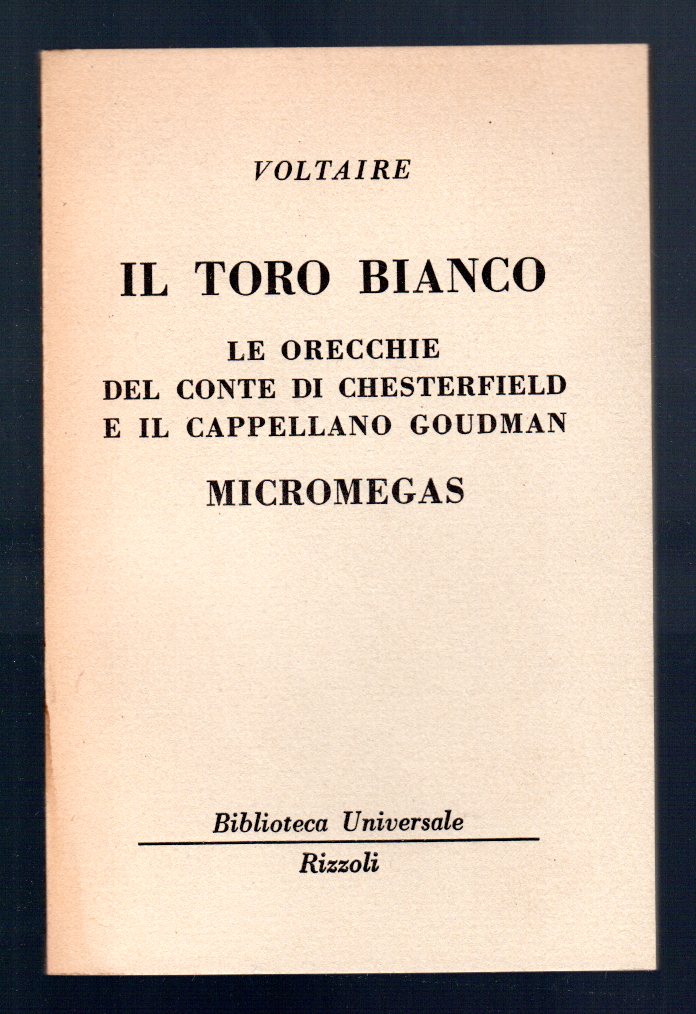 VOLTAIRE
IL TORO BIANCO
LE ORECCHIE
DEL CONTE DI CHESTERFIELD
E IL CAPPELLANO GOUDMAN
MICROMEGAS
Biblioteca Universale
Rizzoli